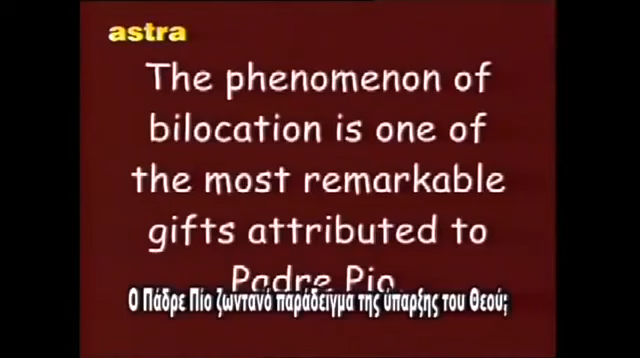 astra
The phenomenon of
bilocation is one of
the most remarkable
gifts attributed to
Padre Pio.
Ο Πάδρε Πίο ζωντανό παράδειγμα της ύπαρξης του Θεού;